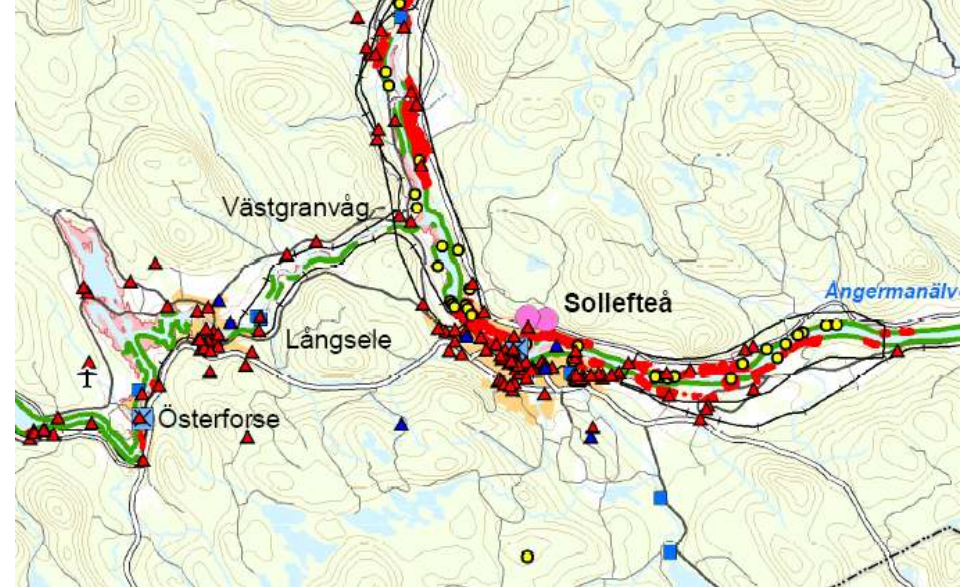 Västgranvåg
Ångermanälv
Sollefteå
Långsele
Österforse